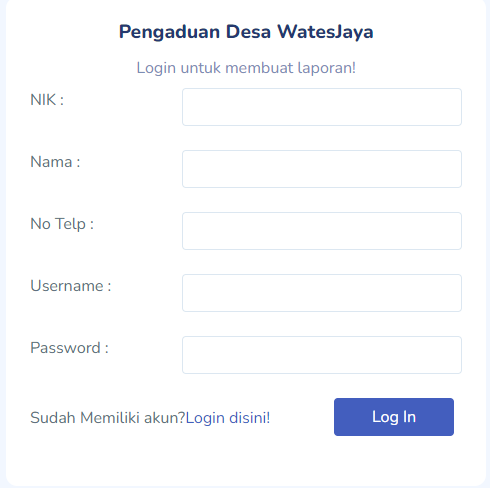 Pengaduan Desa WatesJaya
Login untuk membuat laporan!
NIK :
Nama :
No Telp :
Username :
Password :
Sudah Memiliki akun?Login disini!
Log In